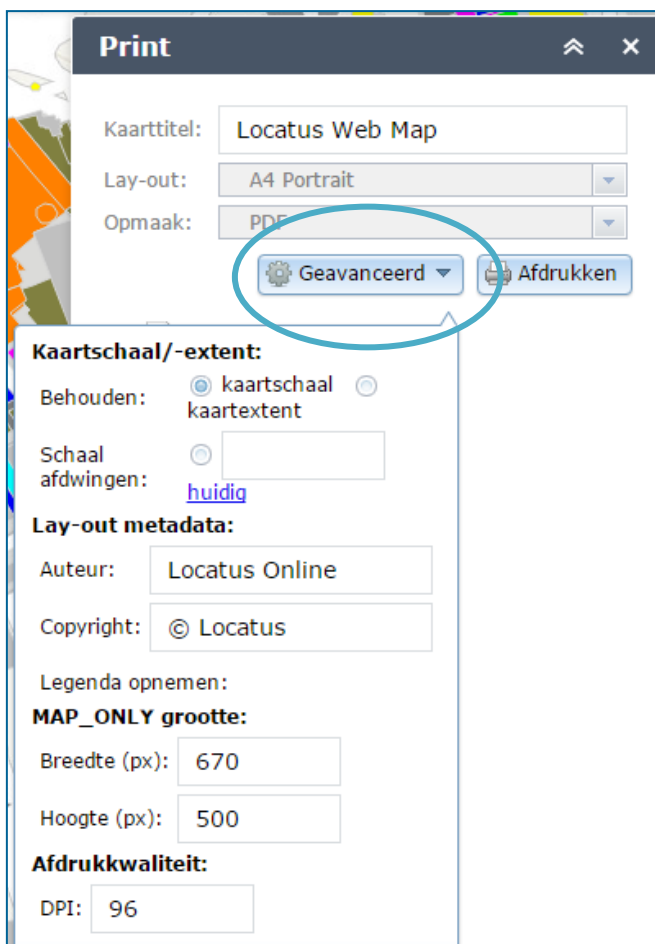 Print
Kaarttitel: Locatus Web Map
Lay-out: A4 Portrait
Opmaak: PDF
Geavanceerd Afdrukken
Kaartschaal/-extent:
Behouden: kaartschaal
kaartextent
Schaal
afdwingen:
huidig
Lay-out metadata:
Auteur: Locatus Online
Copyright: © Locatus
Legenda opnemen:
MAP_ONLY grootte:
Breedte (px): 670
Hoogte (px): 500
Afdrukkwaliteit:
DPI: 96